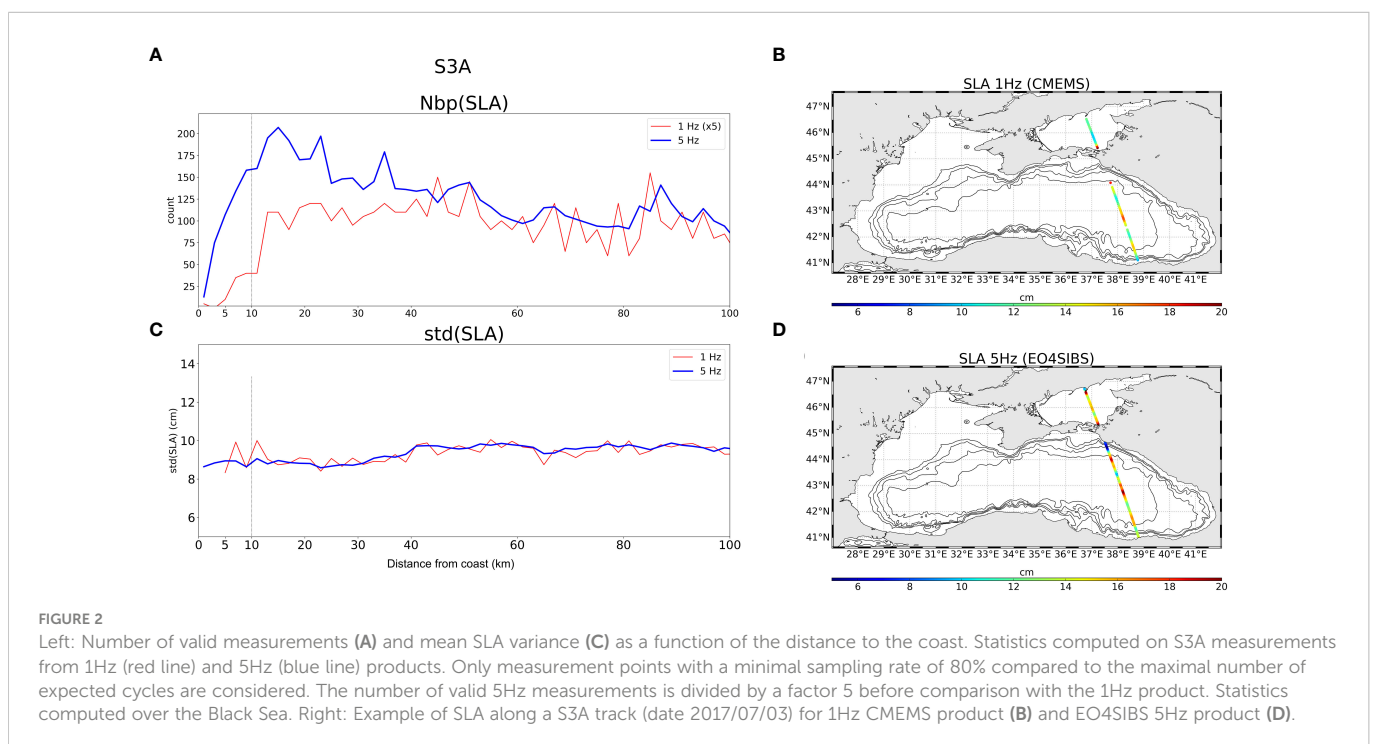 A
S3A
Nbp(SLA)
1 Hz (x5)
5 Hz
200
175
150
125
100
75
50
25
count
0 5 10 20 40 60 80 100
B
SLA 1Hz (CMEMS)
47°N
46°N
45°N
44°N
43°N
42°N
41°N
28°E 29°E 30°E 31°E 32°E 33°E 34°E 35°E 36°E 37°E 38°E 39°E 40°E 41°E
cm
6 8 10 12 14 16 18 20
C
std(SLA)
1 Hz
5 Hz
14
12
10
8
6
std(SLA) (cm)
0 5 10 20 40 60 80 100
Distance from coast (km)
D
SLA 5Hz (EO4SIBS)
47°N
46°N
45°N
44°N
43°N
42°N
41°N
28°E 29°E 30°E 31°E 32°E 33°E 34°E 35°E 36°E 37°E 38°E 39°E 40°E 41°E
cm
6 8 10 12 14 16 18 20
FIGURE 2
Left: Number of valid measurements (A) and mean SLA variance (C) as a function of the distance to the coast. Statistics computed on S3A measurements
from 1Hz (red line) and 5Hz (blue line) products. Only measurement points with a minimal sampling rate of 80% compared to the maximal number of
expected cycles are considered. The number of valid 5Hz measurements is divided by a factor 5 before comparison with the 1Hz product. Statistics
computed over the Black Sea. Right: Example of SLA along a S3A track (date 2017/07/03) for 1Hz CMEMS product (B) and EO4SIBS 5Hz product (D).